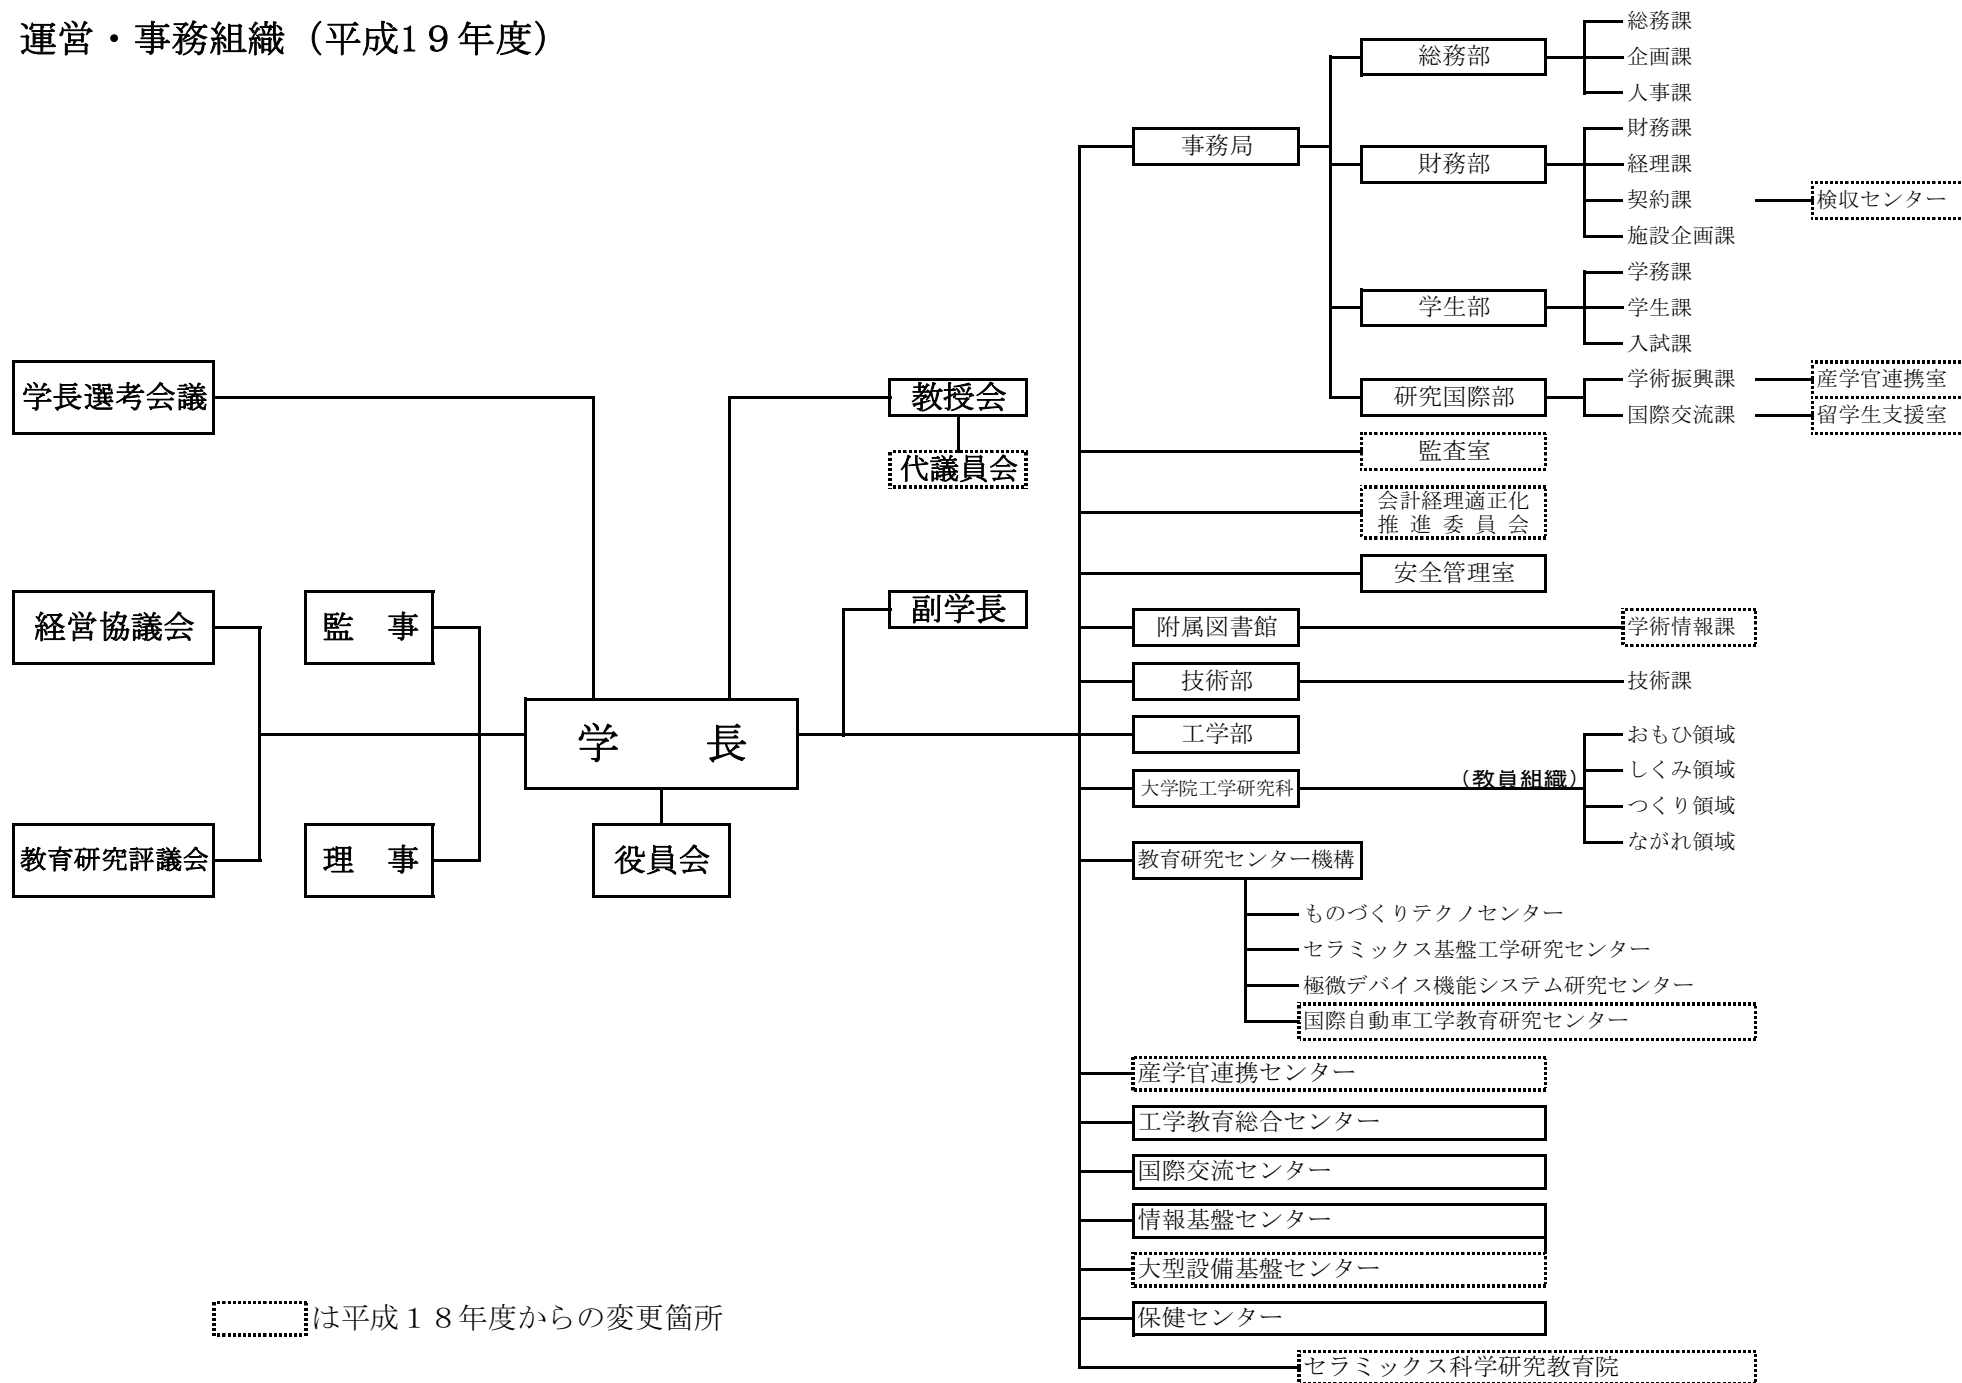 運営・事務組織（平成１９年度）
総務課
総務部
企画課
人事課
事務局
財務課
財務部
経理課
契約課
検収センター
施設企画課
学務課
学生部
学生課
入試課
学長選考会議
教授会
研究国際部
学術振興課
産学官連携室
国際交流課
留学生支援室
代議員会
監査室
会計経理適正化
推進委員会
安全管理室
経営協議会
監　事
副学長
附属図書館
学術情報課
技術部
技術課
学　長
工学部
おもひ領域
大学院工学研究科
（教員組織）
しくみ領域
つくり領域
ながれ領域
教育研究評議会
理　事
役員会
教育研究センター機構
ものづくりテクノセンター
セラミックス基盤工学研究センター
極微デバイス機能システム研究センター
国際自動車工学教育研究センター
産学官連携センター
工学教育総合センター
国際交流センター
情報基盤センター
大型設備基盤センター
は平成１８年度からの変更箇所
保健センター
セラミックス科学研究教育院